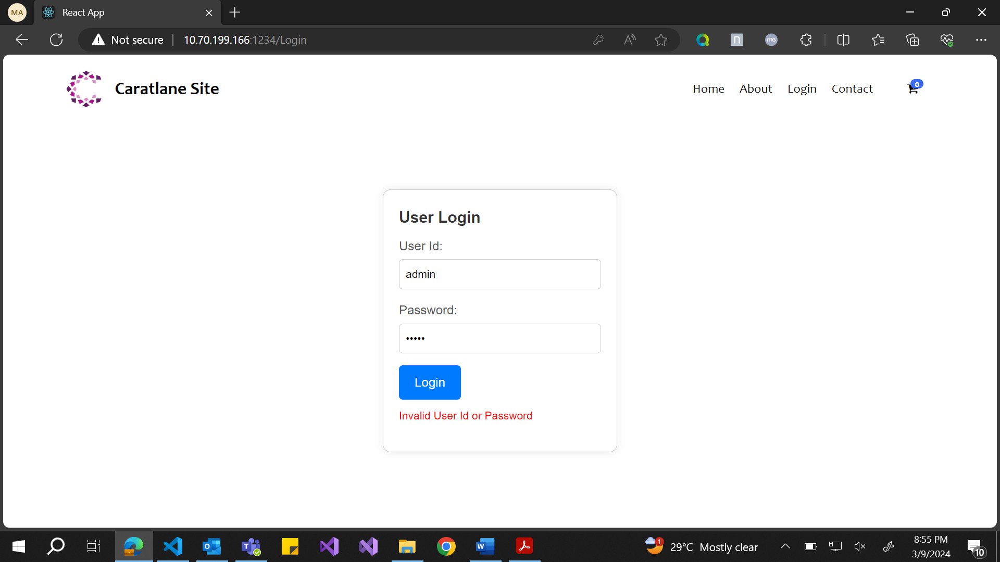 MA
React App
Not secure
10.70.199.166:1234/Login
me
Caratlane Site
Home
About
Login
Contact
0
User Login
User Id:
admin
Password:
•••••
Login
Invalid User Id or Password
1
29°C Mostly clear
8:55 PM
3/9/2024
10